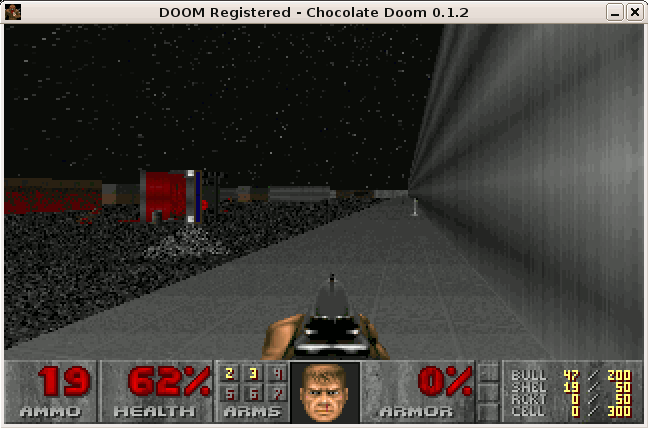 DOOM Registered - Chocolate Doom 0.1.2
19 62% 2 3 4 0% BULL 47 / 200
5 6 7 SHEL 19 / 50
RCKT 0 / 50
AMMO HEALTH ARMS ARMOR CELL 0 / 300